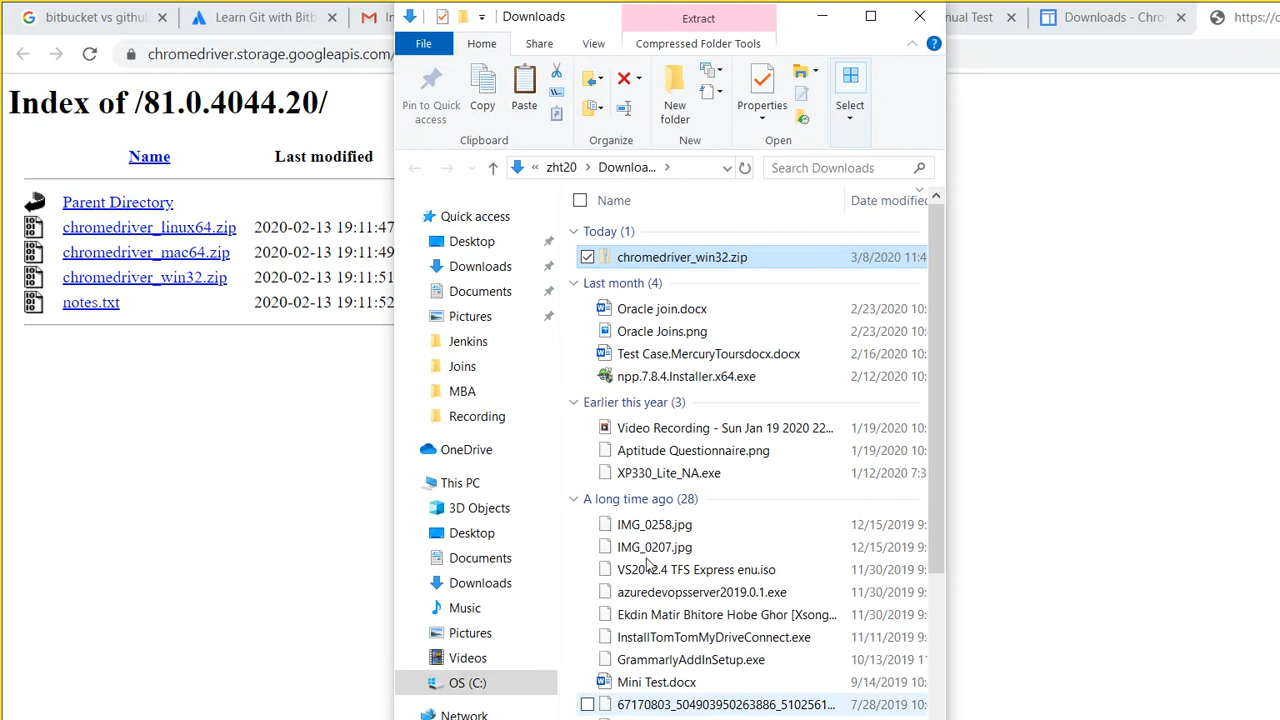 bitbucket vs githu
Learn Git with Bitb
M
Downloads
Extract
nual Test
Downloads - Chro
https://c
File
Home
Share
View
Compressed Folder Tools
chromedriver.storage.googleapis.com/
Pin to Quick access
Copy
Paste
New folder
Properties
Select
Clipboard
Organize
New
Open
Index of /81.0.4044.20/
Name
Last modified
Parent Directory
chromedriver_linux64.zip 2020-02-13 19:11:47
chromedriver_mac64.zip 2020-02-13 19:11:49
chromedriver_win32.zip 2020-02-13 19:11:51
notes.txt 2020-02-13 19:11:52
« zht20 > Downloa... >
Search Downloads
Quick access
Desktop
Downloads
Documents
Pictures
Jenkins
Joins
MBA
Recording
OneDrive
This PC
3D Objects
Desktop
Documents
Downloads
Music
Pictures
Videos
OS (C:)
Network
Name
Date modified
Today (1)
chromedriver_win32.zip 3/8/2020 11:4
Last month (4)
Oracle join.docx 2/23/2020 10:
Oracle Joins.png 2/23/2020 10:
Test Case.MercuryToursdocx.docx 2/16/2020 10:
npp.7.8.4.Installer.x64.exe 2/12/2020 10:
Earlier this year (3)
Video Recording - Sun Jan 19 2020 22... 1/19/2020 10:
Aptitude Questionnaire.png 1/19/2020 10:
XP330_Lite_NA.exe 1/12/2020 7:3
A long time ago (28)
IMG_0258.jpg 12/15/2019 9:
IMG_0207.jpg 12/15/2019 9:
TFS Express enu.iso 11/30/2019 9:
azuredevopsserver2019.0.1.exe 11/30/2019 9:
Ekdin Matir Bhitore Hobe Ghor [Xsong... 11/30/2019 9:
InstallTomTomMyDriveConnect.exe 11/11/2019 9:
GrammarlyAddInSetup.exe 10/13/2019 11
Mini Test.docx 9/14/2019 10:
67170803_504903950263886_5102561... 7/28/2019 10: